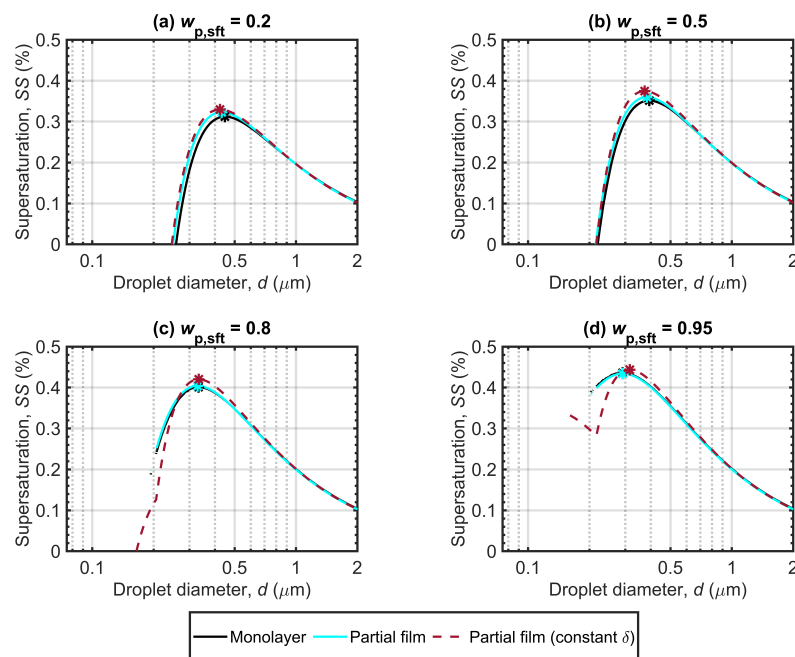 (a) w_p,sft = 0.2
Supersaturation, SS (%)
0.5
0.4
0.3
0.2
0.1
0
0.1
0.5
1
2
Droplet diameter, d (μm)
(b) w_p,sft = 0.5
Supersaturation, SS (%)
0.5
0.4
0.3
0.2
0.1
0
0.1
0.5
1
2
Droplet diameter, d (μm)
(c) w_p,sft = 0.8
Supersaturation, SS (%)
0.5
0.4
0.3
0.2
0.1
0
0.1
0.5
1
2
Droplet diameter, d (μm)
(d) w_p,sft = 0.95
Supersaturation, SS (%)
0.5
0.4
0.3
0.2
0.1
0
0.1
0.5
1
2
Droplet diameter, d (μm)
Monolayer
Partial film
Partial film (constant δ)